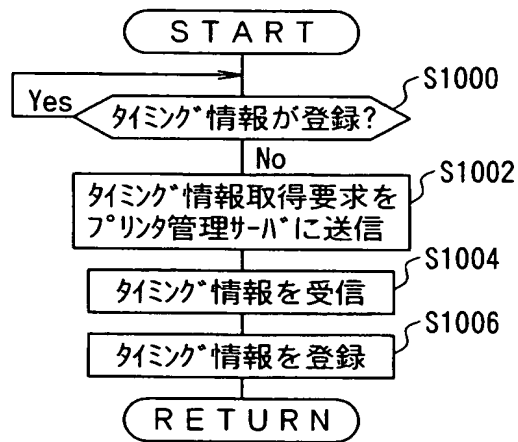 START
S1000
Yes
タイミング情報が登録?
No
S1002
タイミング情報取得要求を
プリンタ管理サーバに送信
S1004
タイミング情報を受信
S1006
タイミング情報を登録
RETURN